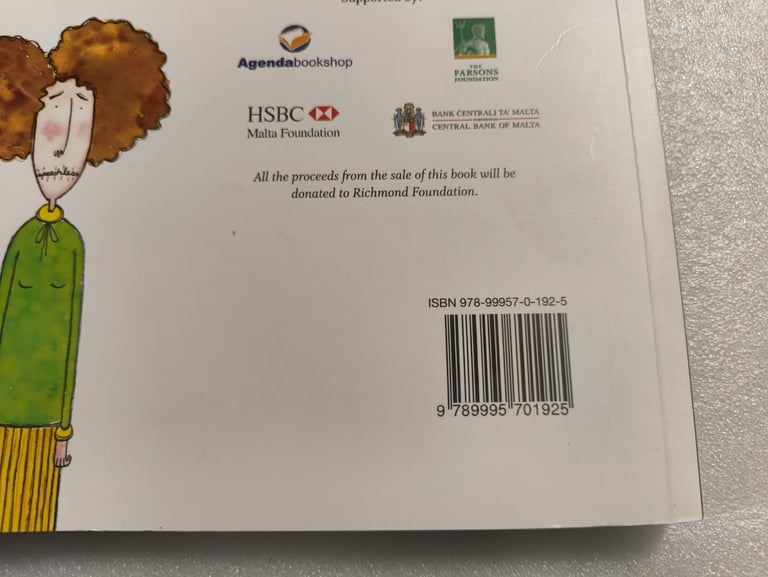 Supported by:
Agendabookshop
THE
FARSONS
FOUNDATION
HSBC
Malta Foundation
BANK ĊENTRALI TA' MALTA
CENTRAL BANK OF MALTA
All the proceeds from the sale of this book will be
donated to Richmond Foundation.
ISBN 978-99957-0-192-5
9 789995 701925